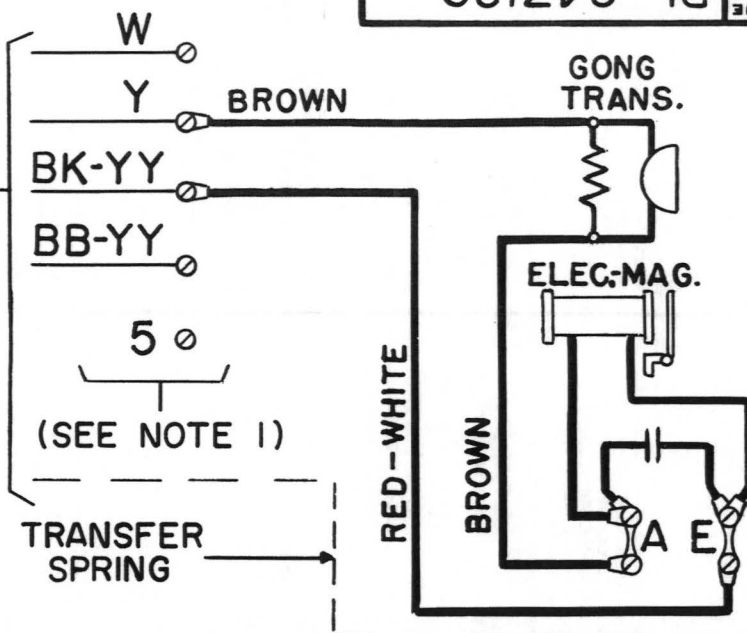 W
Y
BROWN
GONG
TRANS.
BK-YY
BB-YY
ELEC.-MAG.
5
(SEE NOTE 1)
RED-WHITE
BROWN
A
E
TRANSFER
SPRING